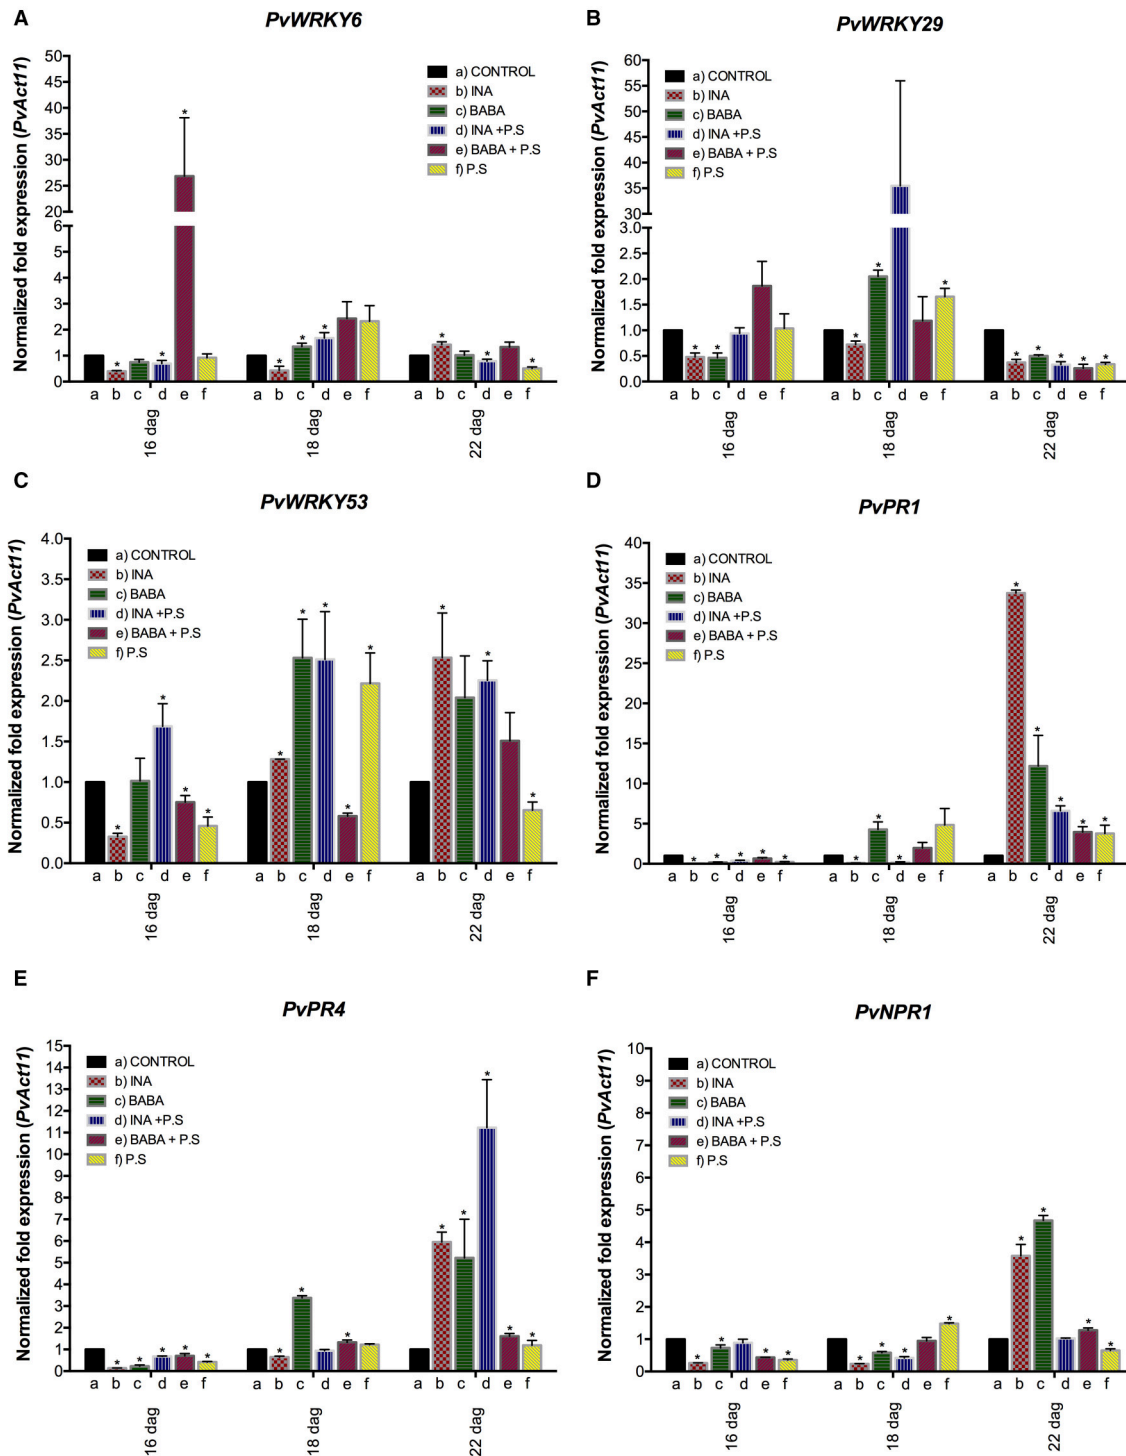 A
PvWRKY6
Normalized fold expression (PvAct11)
50
45
40
35
30
25
20
6
5
4
3
2
1
0
a) CONTROL
b) INA
c) BABA
d) INA +P.S
e) BABA + P.S
f) P.S
* * * * * * * * * *
a b c d e f a b c d e f a b c d e f
16 dag 18 dag 22 dag
B
PvWRKY29
Normalized fold expression (PvAct11)
60
55
50
45
40
35
30
3.0
2.5
2.0
1.5
1.0
0.5
0.0
a) CONTROL
b) INA
c) BABA
d) INA +P.S
e) BABA + P.S
f) P.S
* * * * * * * * * *
a b c d e f a b c d e f a b c d e f
16 dag 18 dag 22 dag
C
PvWRKY53
Normalized fold expression (PvAct11)
4.0
3.5
3.0
2.5
2.0
1.5
1.0
0.5
0.0
a) CONTROL
b) INA
c) BABA
d) INA +P.S
e) BABA + P.S
f) P.S
* * * * * * * * * * * *
a b c d e f a b c d e f a b c d e f
16 dag 18 dag 22 dag
D
PvPR1
Normalized fold expression (PvAct11)
40
35
30
25
20
15
10
5
0
a) CONTROL
b) INA
c) BABA
d) INA +P.S
e) BABA + P.S
f) P.S
* * * * * * * * * * * * *
a b c d e f a b c d e f a b c d e f
16 dag 18 dag 22 dag
E
PvPR4
Normalized fold expression (PvAct11)
15
14
13
12
11
10
9
8
7
6
5
4
3
2
1
0
a) CONTROL
b) INA
c) BABA
d) INA +P.S
e) BABA + P.S
f) P.S
* * * * * * * * * * * * *
a b c d e f a b c d e f a b c d e f
16 dag 18 dag 22 dag
F
PvNPR1
Normalized fold expression (PvAct11)
10
9
8
7
6
5
4
3
2
1
0
a) CONTROL
b) INA
c) BABA
d) INA +P.S
e) BABA + P.S
f) P.S
* * * * * * * * * * * *
a b c d e f a b c d e f a b c d e f
16 dag 18 dag 22 dag